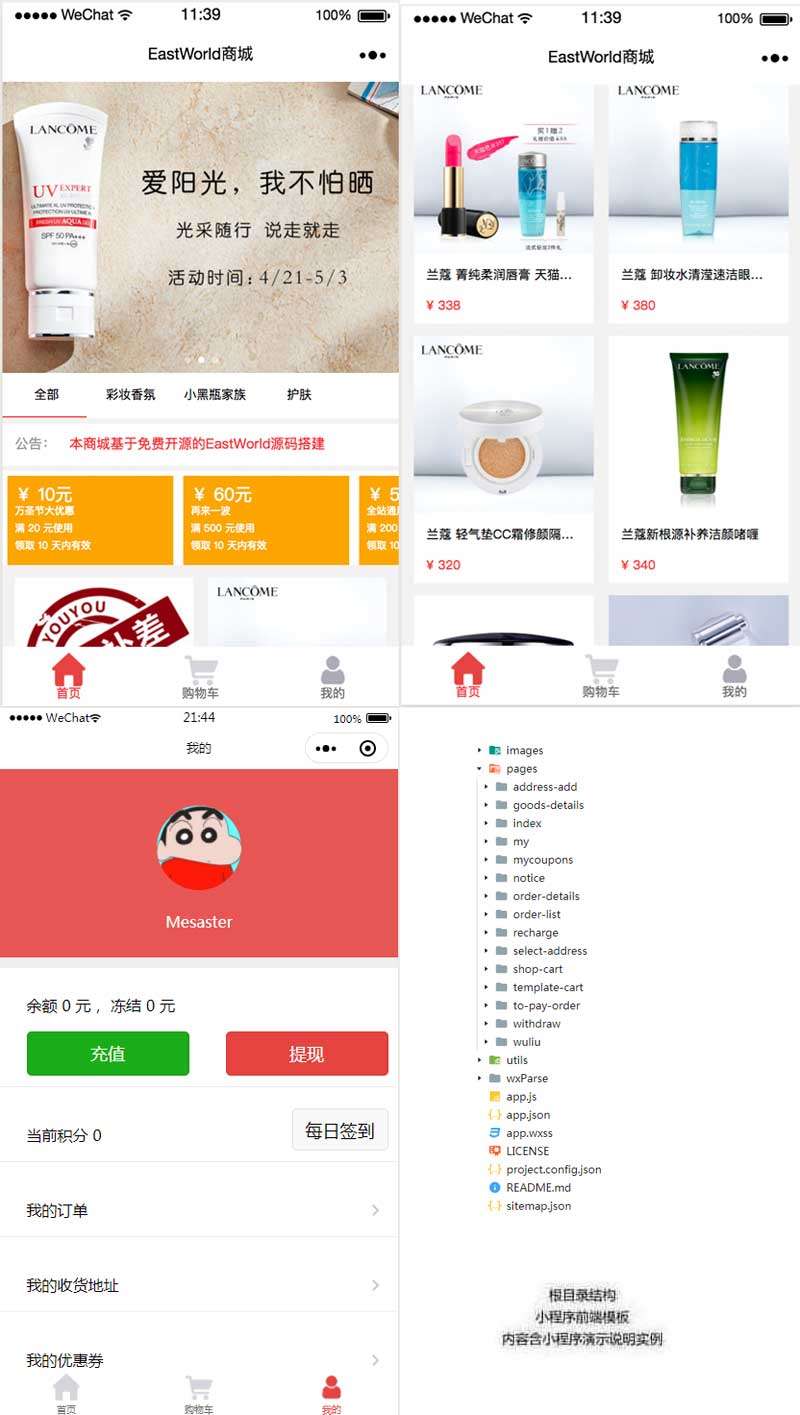 WeChat 11:39 100%
EastWorld商城
LANCÔME
UV EXPERT
SPF 50 PA+++
爱阳光，我不怕晒
光采随行 说走就走
活动时间:4/21-5/3
全部 彩妆香氛 小黑瓶家族 护肤
公告： 本商城基于免费开源的EastWorld源码搭建
¥ 10元
万圣节大优惠
满 20 元使用
领取 10 天内有效
¥ 60元
再来一波
满 500 元使用
领取 10 天内有效
¥ 5
全站通用
满 200
领取 10
YOUYOU
补差
LANCÔME
PARIS
首页 购物车 我的
WeChat 11:39 100%
EastWorld商城
LANCÔME
PARIS
买1赠2
兰蔻 菁纯柔润唇膏 天猫...
¥ 338
LANCÔME
PARIS
兰蔻 卸妆水清滢速洁眼...
¥ 380
LANCÔME
PARIS
兰蔻 轻气垫CC霜修颜隔...
¥ 320
LANCÔME
兰蔻新根源补养洁颜啫喱
¥ 340
首页 购物车 我的
WeChat 21:44 100%
我的
Mesaster
余额 0 元 ，冻结 0 元
充值 提现
当前积分 0 每日签到
我的订单
我的收货地址
我的优惠券
首页 购物车 我的
images
pages
address-add
goods-details
index
my
mycoupons
notice
order-details
order-list
recharge
select-address
shop-cart
template-cart
to-pay-order
withdraw
wuliu
utils
wxParse
app.js
app.json
app.wxss
LICENSE
project.config.json
README.md
sitemap.json
根目录结构
小程序前端模板
内容含小程序演示说明实例